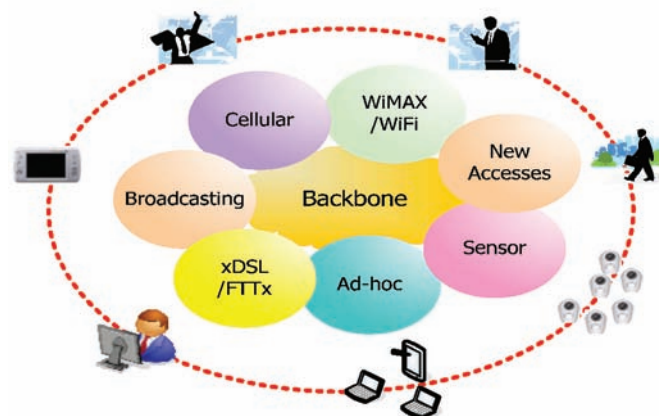 Cellular
WiMAX
/WiFi
New
Accesses
Broadcasting
Backbone
Sensor
xDSL
/FTTx
Ad-hoc